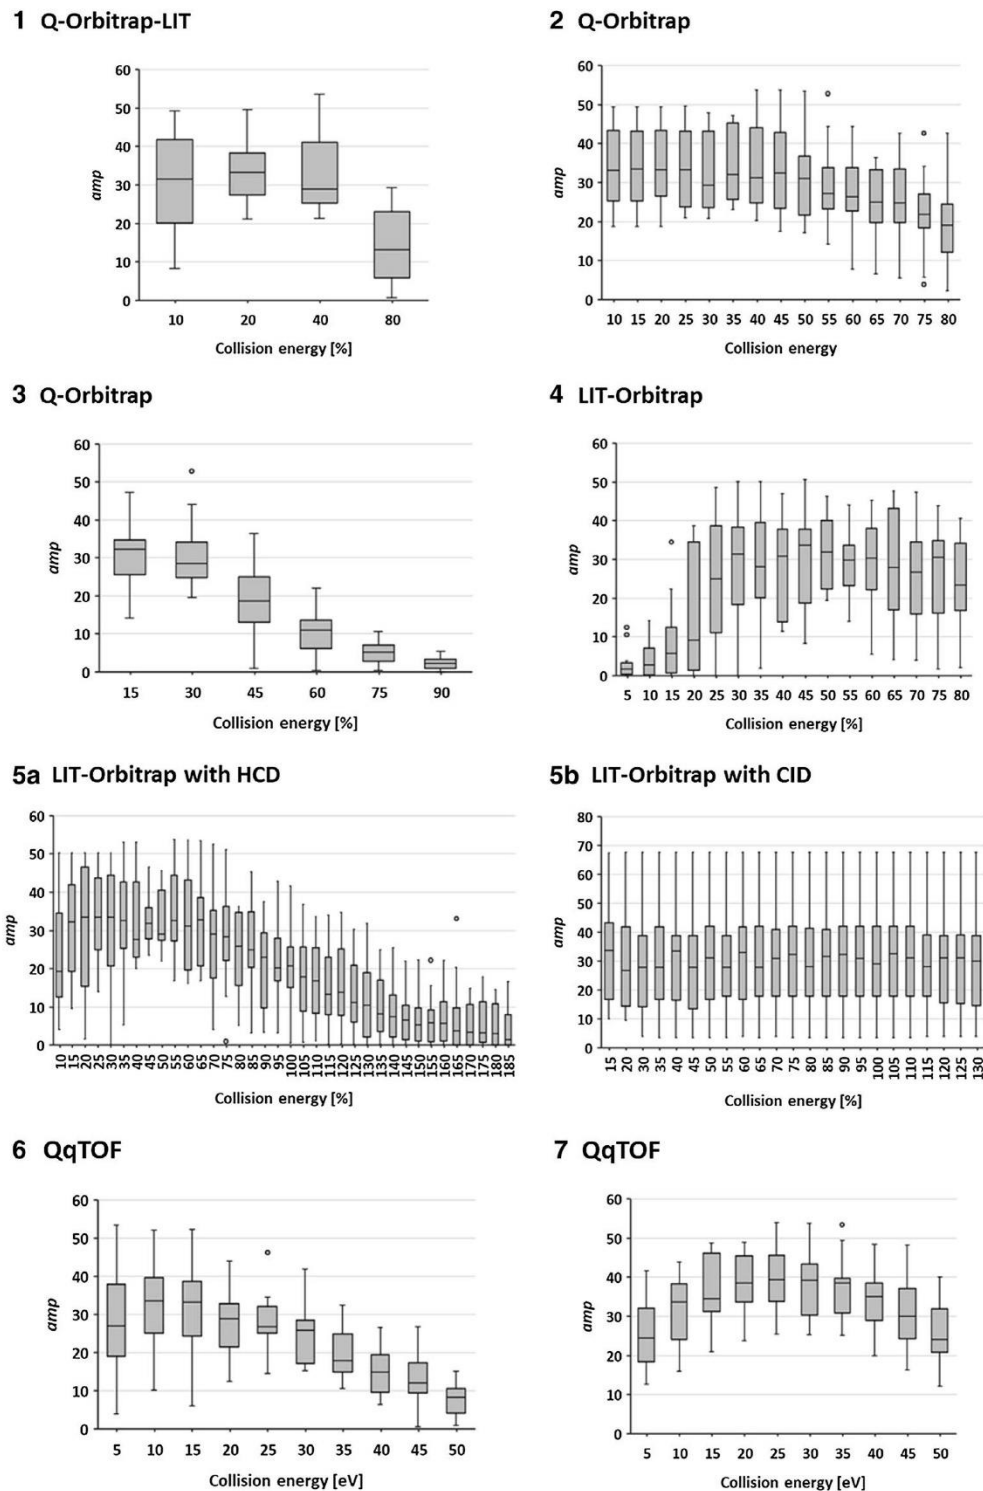 1 Q-Orbitrap-LIT
60
50
40
30
20
10
0
amp
10 20 40 80
Collision energy [%]
2 Q-Orbitrap
60
50
40
30
20
10
0
amp
10 15 20 25 30 35 40 45 50 55 60 65 70 75 80
Collision energy
3 Q-Orbitrap
60
50
40
30
20
10
0
amp
15 30 45 60 75 90
Collision energy [%]
4 LIT-Orbitrap
60
50
40
30
20
10
0
amp
5 10 15 20 25 30 35 40 45 50 55 60 65 70 75 80
Collision energy [%]
5a LIT-Orbitrap with HCD
60
50
40
30
20
10
0
amp
10 15 20 25 30 35 40 45 50 55 60 65 70 75 80 85 90 95 100 105 110 115 120 125 130 135 140 145 150 155 160 165 170 175 180 185
Collision energy [%]
5b LIT-Orbitrap with CID
80
70
60
50
40
30
20
10
0
amp
15 20 30 35 40 45 50 55 60 65 70 75 80 85 90 95 100 105 110 115 120 125 130
Collision energy [%]
6 QqTOF
60
50
40
30
20
10
0
amp
5 10 15 20 25 30 35 40 45 50
Collision energy [eV]
7 QqTOF
60
50
40
30
20
10
0
amp
5 10 15 20 25 30 35 40 45 50
Collision energy [eV]